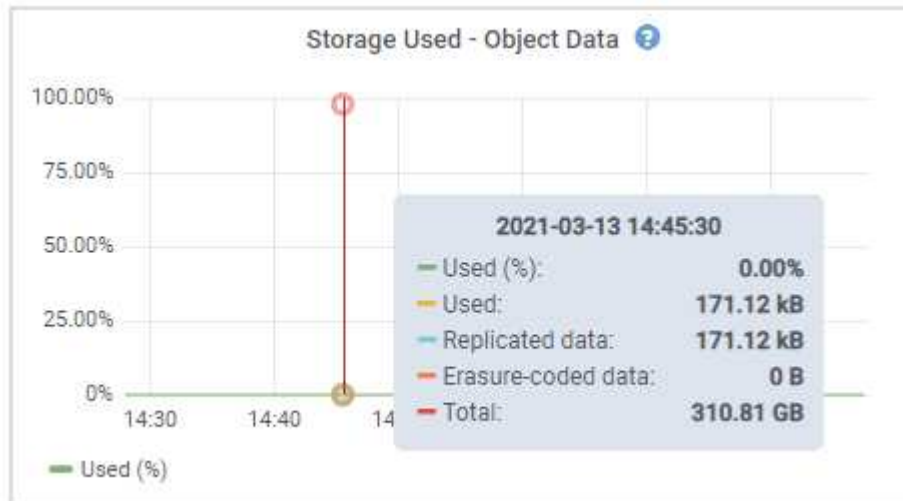 Storage Used - Object Data ?
100.00%
75.00%
50.00%
25.00%
0%
14:30
14:40
2021-03-13 14:45:30
Used (%): 0.00%
Used: 171.12 kB
Replicated data: 171.12 kB
Erasure-coded data: 0 B
Total: 310.81 GB
Used (%)